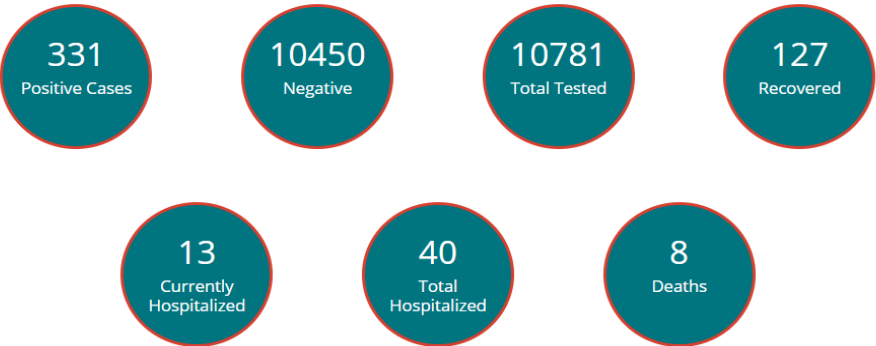 331
Positive Cases
10450
Negative
10781
Total Tested
127
Recovered
13
Currently
Hospitalized
40
Total
Hospitalized
8
Deaths